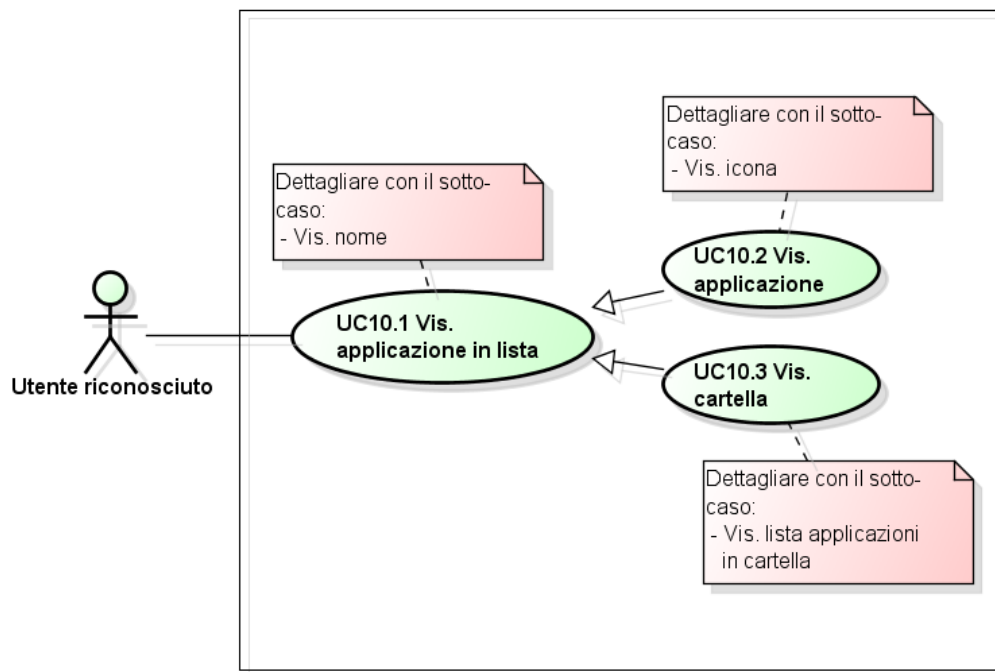 Dettagliare con il sotto-
caso:
- Vis. icona
Dettagliare con il sotto-
caso:
- Vis. nome
UC10.2 Vis.
applicazione
UC10.1 Vis.
applicazione in lista
Utente riconosciuto
UC10.3 Vis.
cartella
Dettagliare con il sotto-
caso:
- Vis. lista applicazioni
in cartella